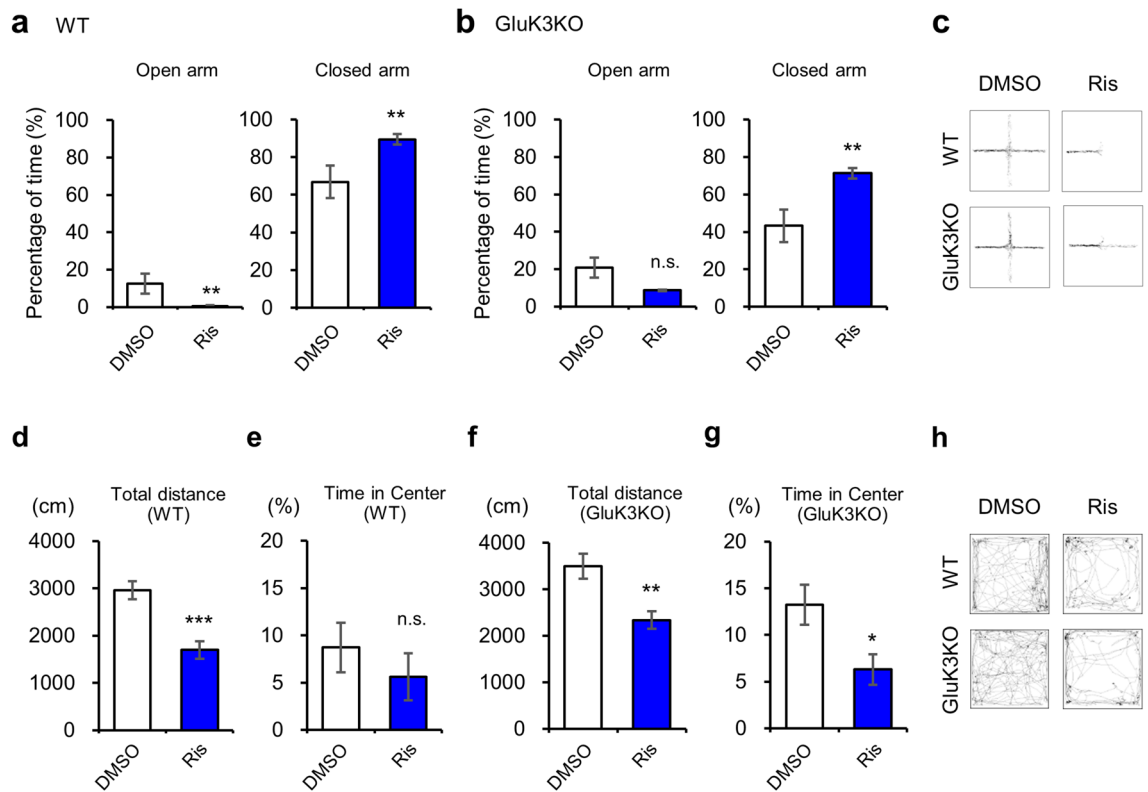 a WT
b GluK3KO
c
Open arm
Closed arm
Open arm
Closed arm
DMSO Ris
Percentage of time (%)
100
80
60
40
20
0
**
DMSO
Ris
100
80
60
40
20
0
**
DMSO
Ris
Percentage of time (%)
100
80
60
40
20
0
n.s.
DMSO
Ris
100
80
60
40
20
0
**
DMSO
Ris
WT
GluK3KO
d
(cm)
Total distance
(WT)
4000
3000
2000
1000
0
***
DMSO
Ris
e
(%)
Time in Center
(WT)
20
15
10
5
0
n.s.
DMSO
Ris
f
(cm)
Total distance
(GluK3KO)
4000
3000
2000
1000
0
**
DMSO
Ris
g
(%)
Time in Center
(GluK3KO)
20
15
10
5
0
*
DMSO
Ris
h
DMSO Ris
WT
GluK3KO